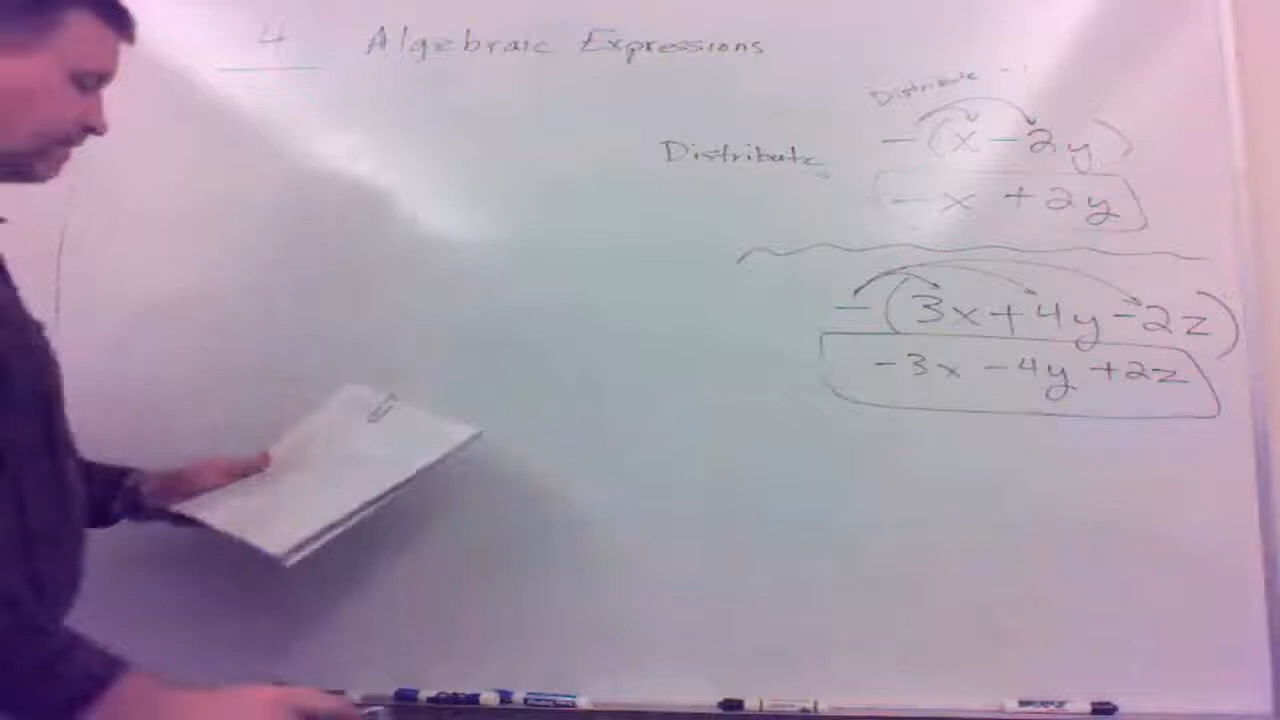 4 Algebraic Expressions
Distribute -1
Distribute
-(x-2y)
-x +2y
-(3x+4y-2z)
-3x -4y +2z